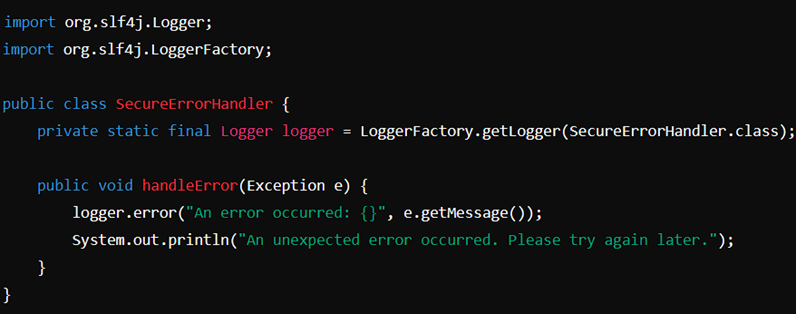 import org.slf4j.Logger;
import org.slf4j.LoggerFactory;
public class SecureErrorHandler {
    private static final Logger logger = LoggerFactory.getLogger(SecureErrorHandler.class);
    public void handleError(Exception e) {
        logger.error("An error occurred: {}", e.getMessage());
        System.out.println("An unexpected error occurred. Please try again later.");
    }
}